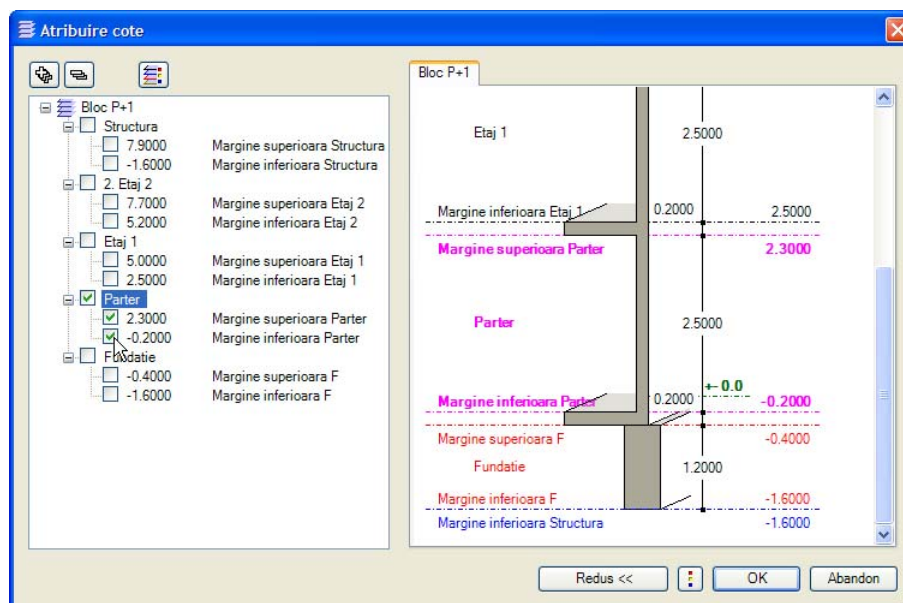 Atribuire cote
Bloc P+1
Structura
7.9000 Margine superioara Structura
-1.6000 Margine inferioara Structura
2. Etaj 2
7.7000 Margine superioara Etaj 2
5.2000 Margine inferioara Etaj 2
Etaj 1
5.0000 Margine superioara Etaj 1
2.5000 Margine inferioara Etaj 1
Parter
2.3000 Margine superioara Parter
-0.2000 Margine inferioara Parter
Fundatie
-0.4000 Margine superioara F
-1.6000 Margine inferioara F
Bloc P+1
Etaj 1 2.5000
Margine inferioara Etaj 1 0.2000 2.5000
Margine superioara Parter 2.3000
Parter 2.5000
+-0.0
Margine inferioara Parter 0.2000 -0.2000
Margine superioara F -0.4000
Fundatie 1.2000
Margine inferioara F -1.6000
Margine inferioara Structura -1.6000
Redus << OK Abandon